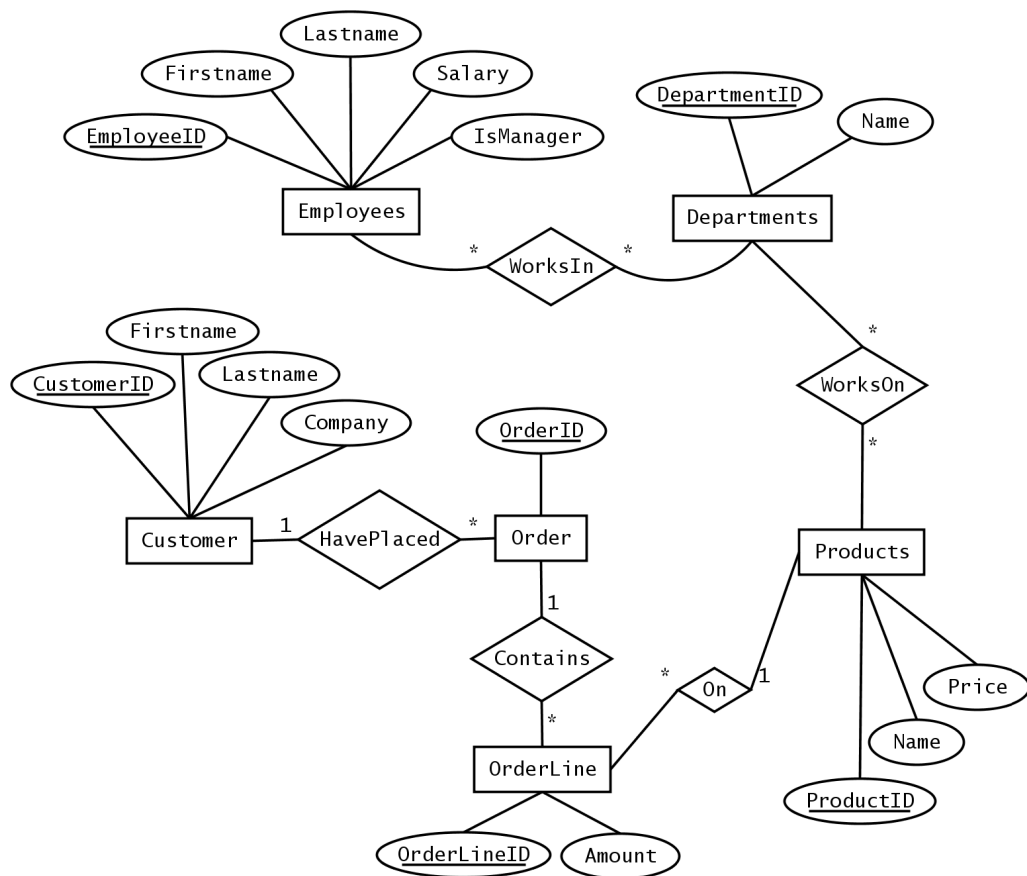 Lastname
Firstname
Salary
EmployeeID
IsManager
DepartmentID
Name
Employees
Departments
*
WorksIn
*
*
WorksOn
*
Firstname
CustomerID
Lastname
Company
OrderID
Customer
1
HavePlaced
*
Order
Products
1
Contains
*
*
On
1
Price
Name
ProductID
OrderLine
OrderLineID
Amount